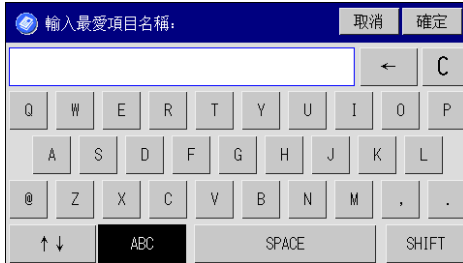 輸入最愛項目名稱: 取消 確定
← C
Q W E R T Y U I O P
A S D F G H J K L
@ Z X C V B N M , .
↑↓ ABC SPACE SHIFT